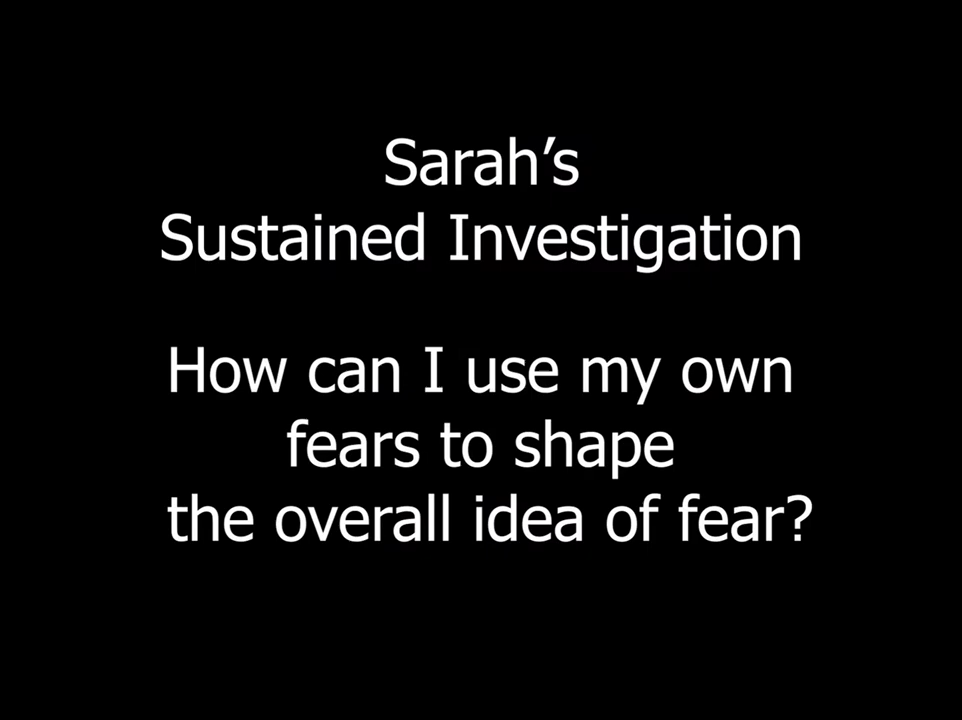 Sarah’s
Sustained Investigation
How can I use my own
fears to shape
the overall idea of fear?